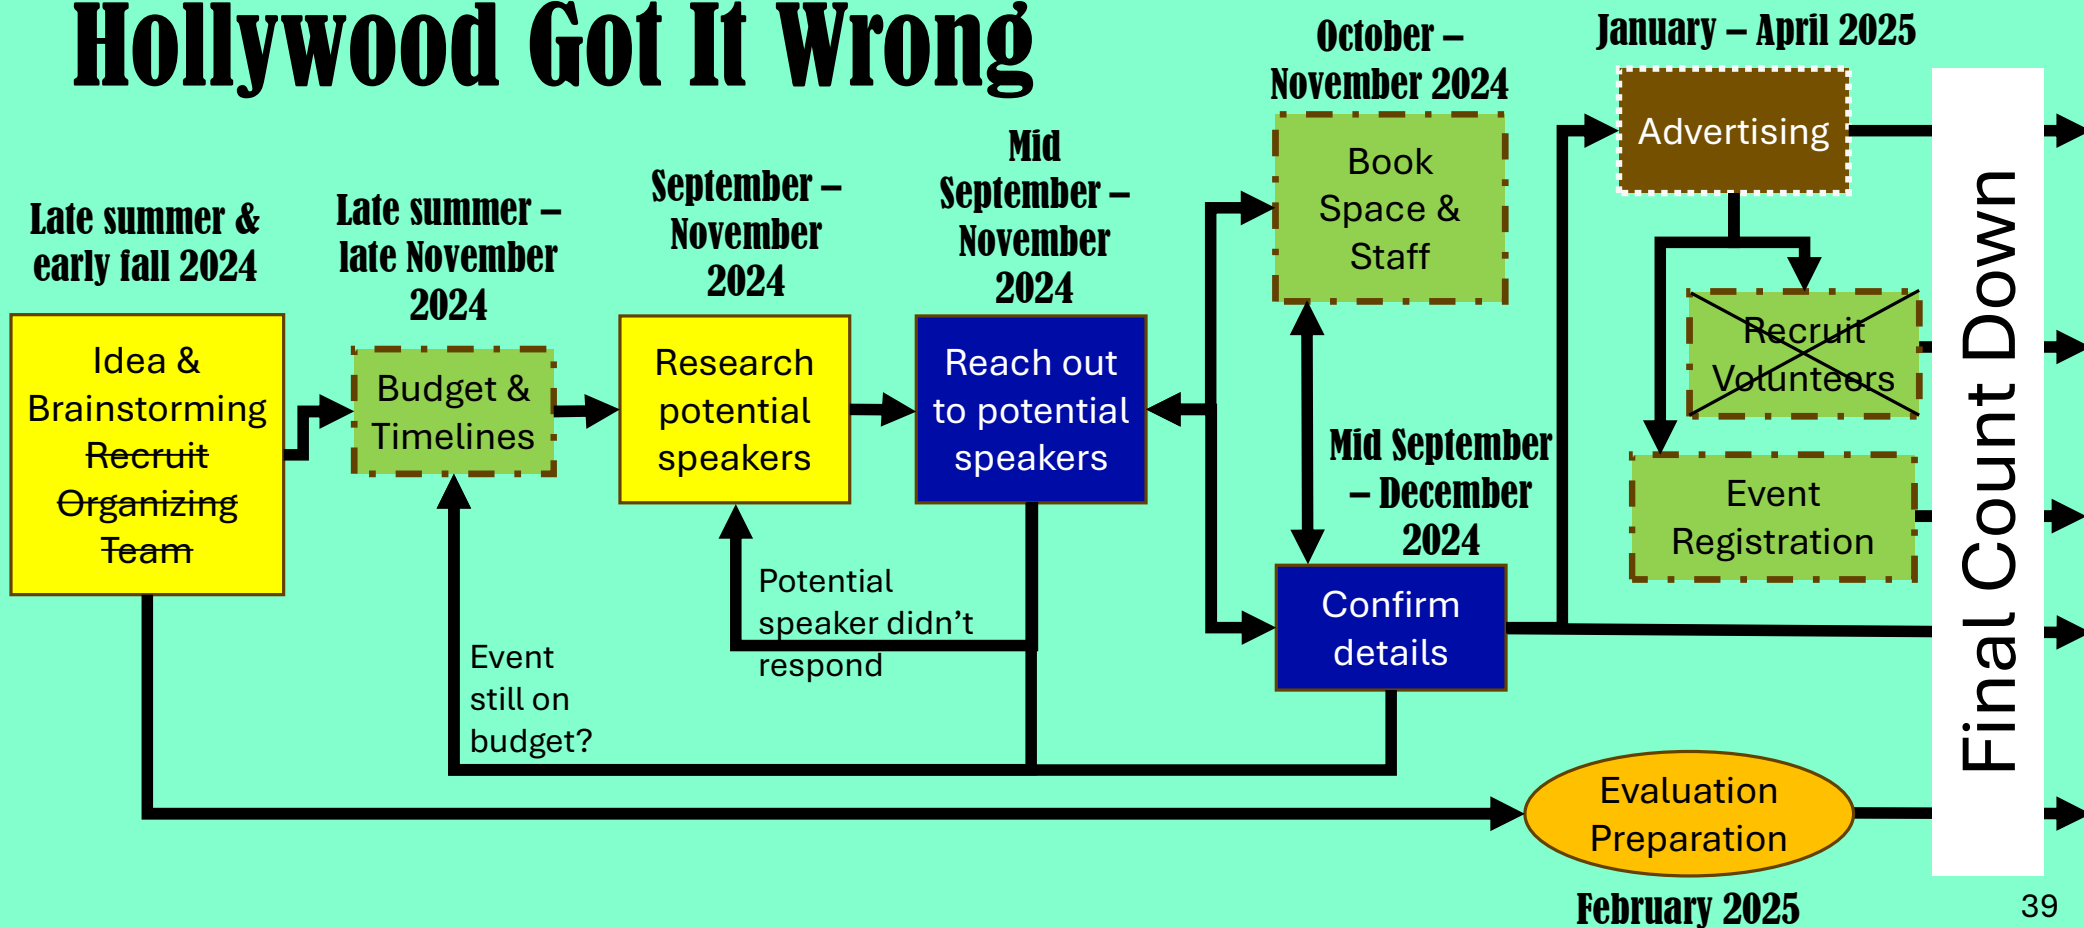 Hollywood Got It Wrong
Late summer &
early fall 2024
Idea &
Brainstorming
Recruit
Organizing
Team
Late summer –
late November
2024
Budget &
Timelines
Event
still on
budget?
September –
November
2024
Research
potential
speakers
Potential
speaker didn’t
respond
Mid
September –
November
2024
Reach out
to potential
speakers
October –
November 2024
Book
Space &
Staff
Mid September
– December
2024
Confirm
details
January – April 2025
Advertising
Recruit
Volunteers
Event
Registration
Evaluation
Preparation
February 2025
Final Count Down
39